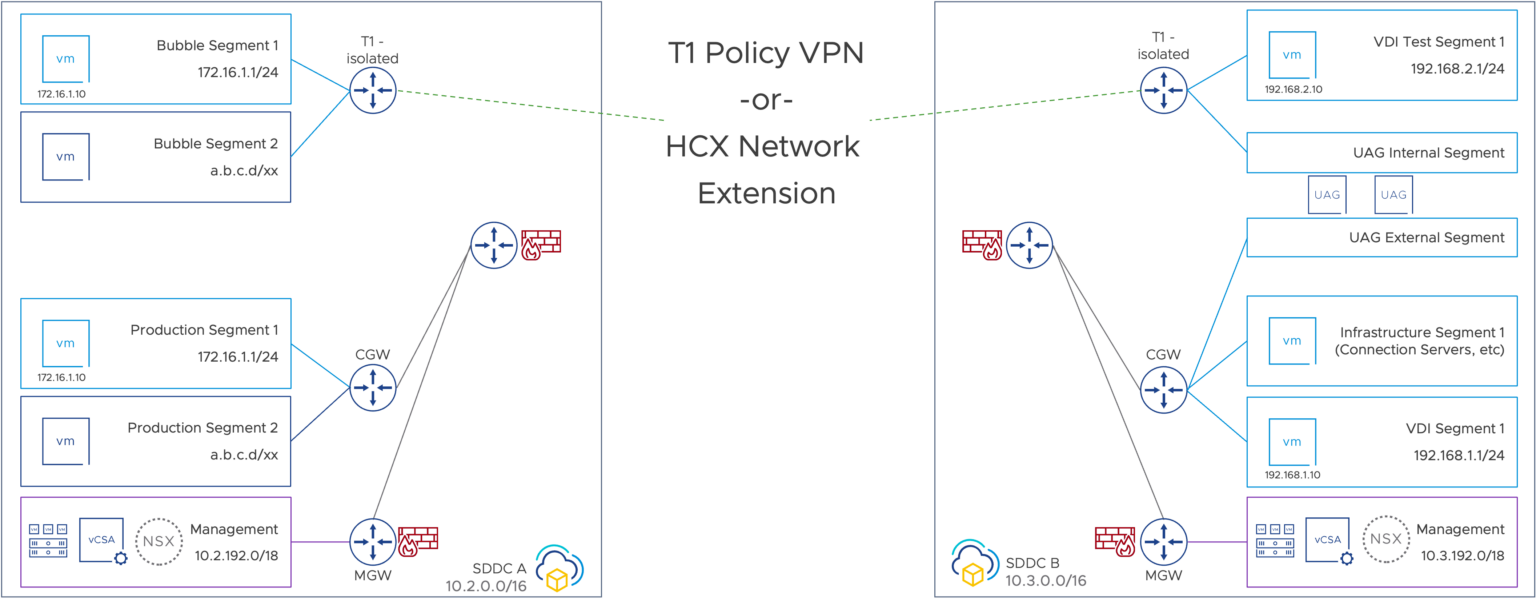 T1 Policy VPN
-or-
HCX Network
Extension
T1 -
isolated
vm
172.16.1.10
Bubble Segment 1
172.16.1.1/24
vm
Bubble Segment 2
a.b.c.d/xx
vm
172.16.1.10
Production Segment 1
172.16.1.1/24
CGW
vm
Production Segment 2
a.b.c.d/xx
VM VM VM
vCSA
NSX
Management
10.2.192.0/18
MGW
SDDC A
10.2.0.0/16
T1 -
isolated
vm
192.168.2.10
VDI Test Segment 1
192.168.2.1/24
UAG Internal Segment
UAG UAG
UAG External Segment
CGW
vm
Infrastructure Segment 1
(Connection Servers, etc)
vm
192.168.1.10
VDI Segment 1
192.168.1.1/24
VM VM VM
vCSA
NSX
Management
10.3.192.0/18
MGW
SDDC B
10.3.0.0/16